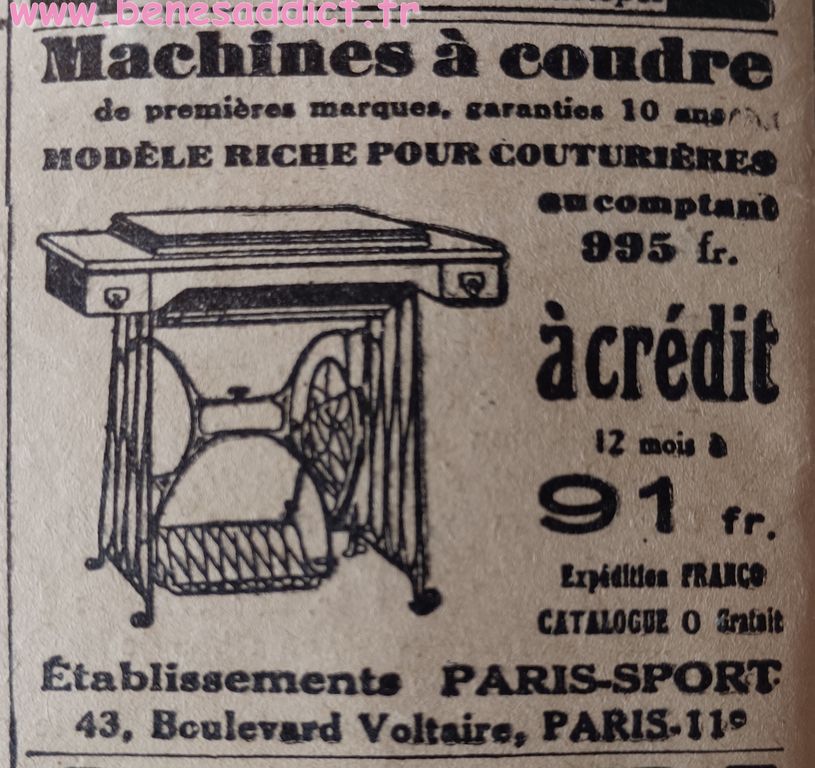 www.benesaddict.fr
Machines à coudre
de premières marques, garanties 10 ans
MODÈLE RICHE POUR COUTURIÈRES
au comptant
995 fr.
à crédit
12 mois à
91 fr.
Expédition FRANCO
CATALOGUE O Gratuit
Établissements PARIS-SPORT
43, Boulevard Voltaire, PARIS-11e